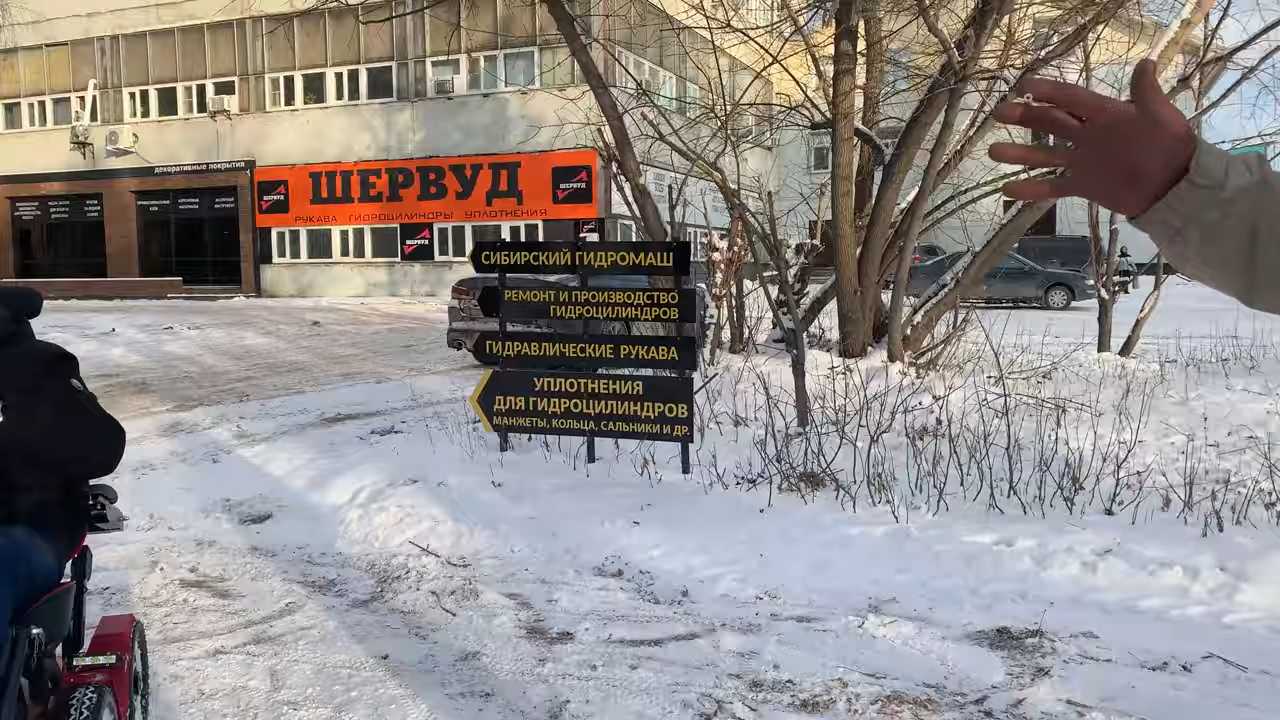 декоративные покрытия
ШЕРВУД
ШЕРВУД
ШЕРВУД
РУКАВА ГИДРОЦИЛИНДРЫ УПЛОТНЕНИЯ
ШЕРВУД
СИБИРСКИЙ ГИДРОМАШ
РЕМОНТ И ПРОИЗВОДСТВО
ГИДРОЦИЛИНДРОВ
ГИДРАВЛИЧЕСКИЕ РУКАВА
УПЛОТНЕНИЯ
ДЛЯ ГИДРОЦИЛИНДРОВ
МАНЖЕТЫ, КОЛЬЦА, САЛЬНИКИ И ДР.